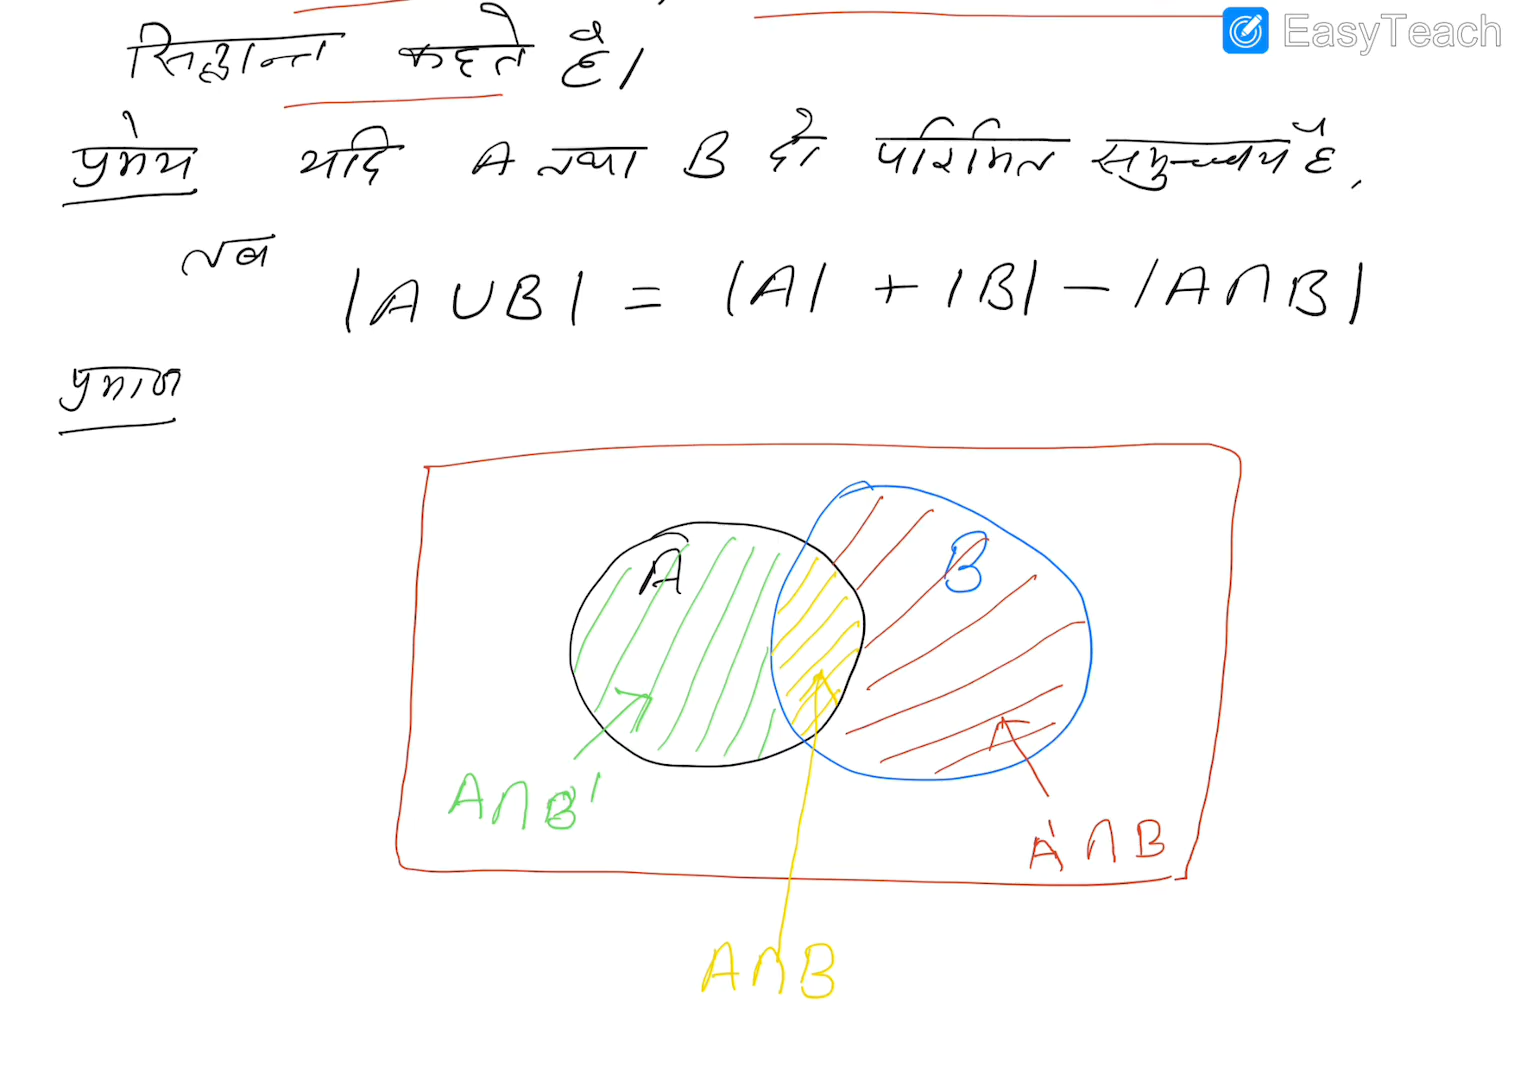 EasyTeach
सिद्धान्त कहते है।
प्रमेय यदि A तथा B दो परिमित समुच्चय है,
तब |A∪B| = |A| + |B| - |A∩B|
प्रमाण
A
B
A∩B'
A'∩B
A∩B